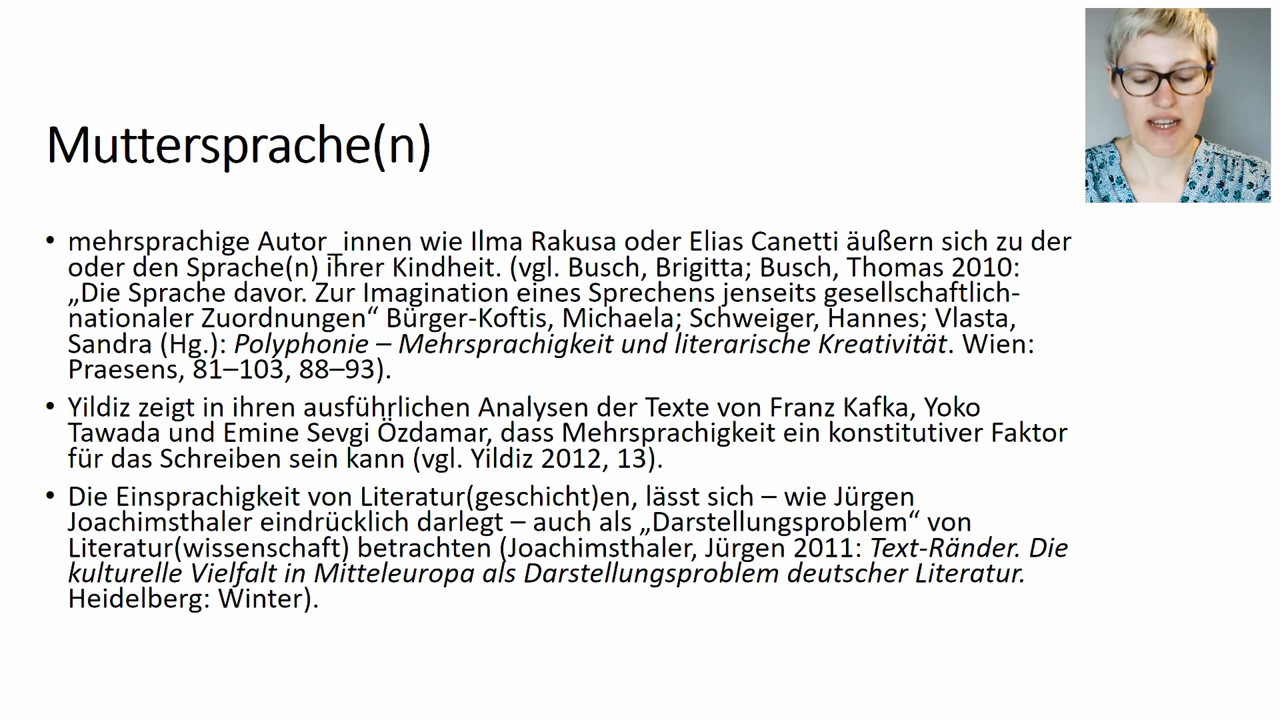 Muttersprache(n)
• mehrsprachige Autor_innen wie Ilma Rakusa oder Elias Canetti äußern sich zu der
oder den Sprache(n) ihrer Kindheit. (vgl. Busch, Brigitta; Busch, Thomas 2010:
„Die Sprache davor. Zur Imagination eines Sprechens jenseits gesellschaftlich-
nationaler Zuordnungen“ Bürger-Koftis, Michaela; Schweiger, Hannes; Vlasta,
Sandra (Hg.): Polyphonie – Mehrsprachigkeit und literarische Kreativität. Wien:
Praesens, 81–103, 88–93).
• Yildiz zeigt in ihren ausführlichen Analysen der Texte von Franz Kafka, Yoko
Tawada und Emine Sevgi Özdamar, dass Mehrsprachigkeit ein konstitutiver Faktor
für das Schreiben sein kann (vgl. Yildiz 2012, 13).
• Die Einsprachigkeit von Literatur(geschicht)en, lässt sich – wie Jürgen
Joachimsthaler eindrücklich darlegt – auch als „Darstellungsproblem“ von
Literatur(wissenschaft) betrachten (Joachimsthaler, Jürgen 2011: Text-Ränder. Die
kulturelle Vielfalt in Mitteleuropa als Darstellungsproblem deutscher Literatur.
Heidelberg: Winter).